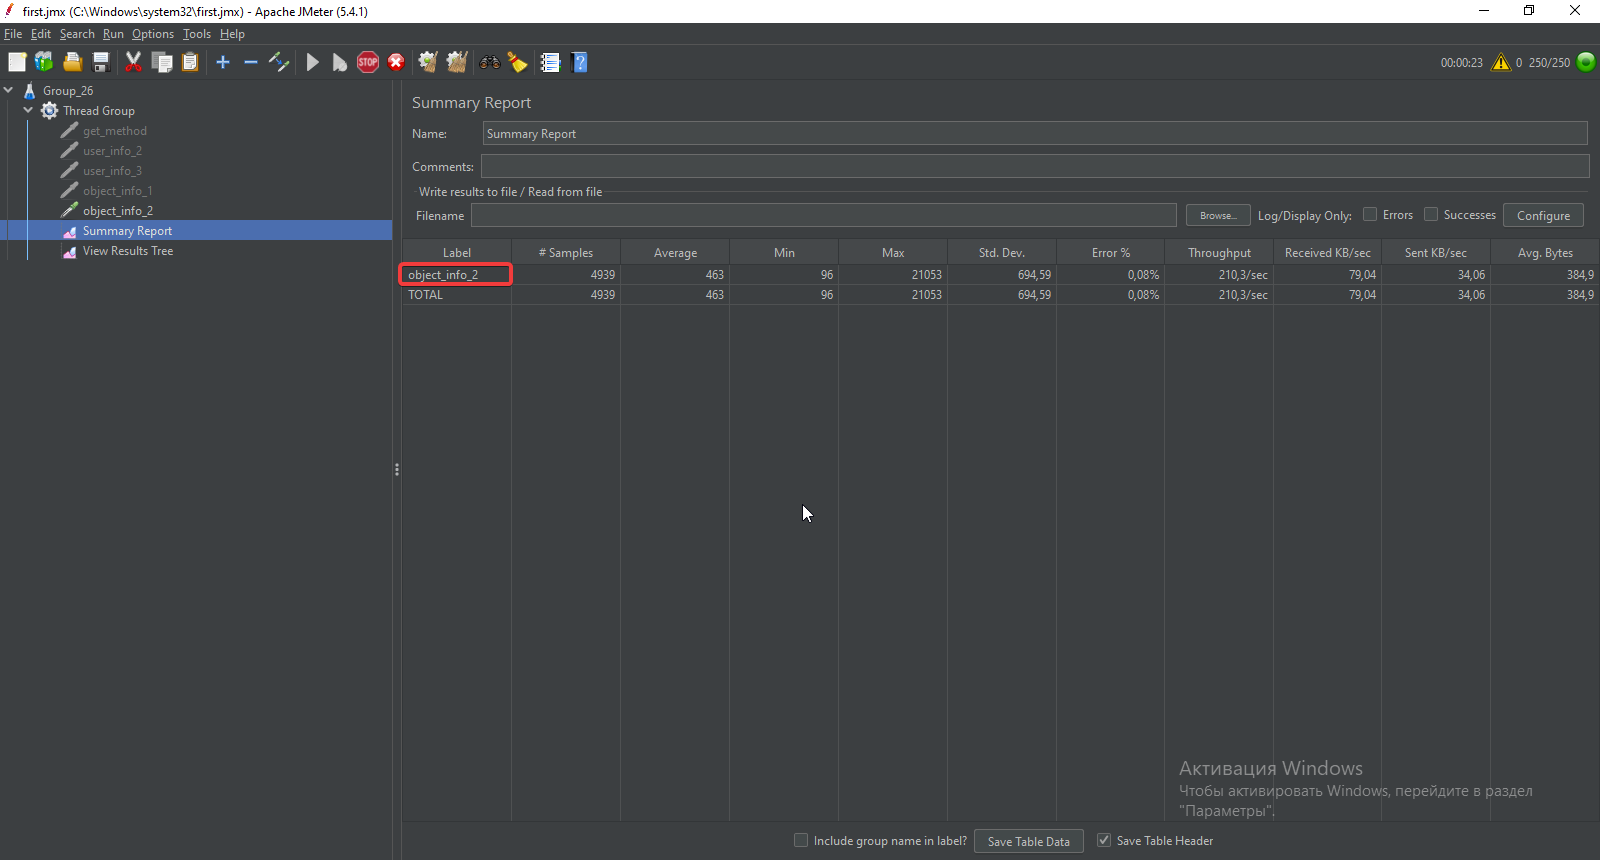 first.jmx (C:\Windows\system32\first.jmx) - Apache JMeter (5.4.1)
File Edit Search Run Options Tools Help
STOP
00:00:23 0 250/250
Group_26
Thread Group
get_method
user_info_2
user_info_3
object_info_1
object_info_2
Summary Report
View Results Tree
Summary Report
Name: Summary Report
Comments:
Write results to file / Read from file
Filename Browse... Log/Display Only: Errors Successes Configure
Label # Samples Average Min Max Std. Dev. Error % Throughput Received KB/sec Sent KB/sec Avg. Bytes
object_info_2 4939 463 96 21053 694,59 0,08% 210,3/sec 79,04 34,06 384,9
TOTAL 4939 463 96 21053 694,59 0,08% 210,3/sec 79,04 34,06 384,9
Активация Windows
Чтобы активировать Windows, перейдите в раздел
"Параметры".
Include group name in label? Save Table Data Save Table Header